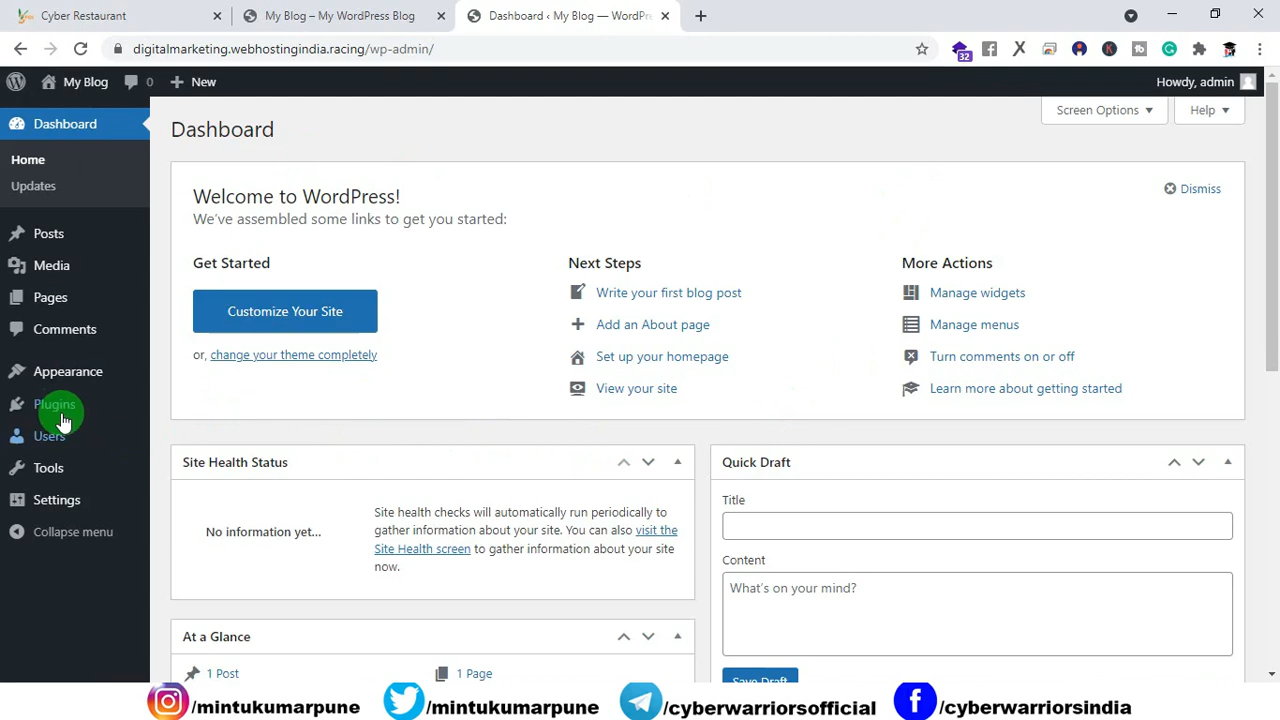 Cyber Restaurant
My Blog – My WordPress Blog
Dashboard ‹ My Blog — WordPre
digitalmarketing.webhostingindia.racing/wp-admin/
32
My Blog
0
New
Howdy, admin
Dashboard
Home
Updates
Posts
Media
Pages
Comments
Appearance
Plugins
Users
Tools
Settings
Collapse menu
Screen Options
Help
Dashboard
Welcome to WordPress!
Dismiss
We've assembled some links to get you started:
Get Started
Customize Your Site
or, change your theme completely
Next Steps
Write your first blog post
Add an About page
Set up your homepage
View your site
More Actions
Manage widgets
Manage menus
Turn comments on or off
Learn more about getting started
Site Health Status
No information yet...
Site health checks will automatically run periodically to
gather information about your site. You can also visit the
Site Health screen to gather information about your site
now.
At a Glance
1 Post
1 Page
Quick Draft
Title
Content
What's on your mind?
Save Draft
/mintukumarpune
/mintukumarpune
/cyberwarriorsofficial
/cyberwarriorsindia